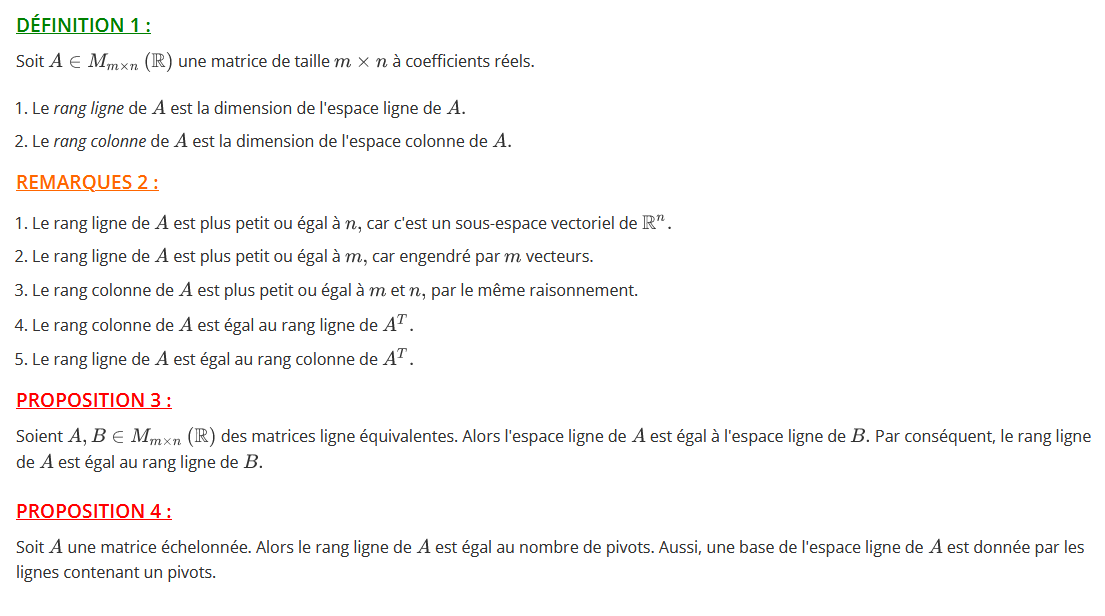 DÉFINITION 1 :
Soit A ∈ M_{m×n} (ℝ) une matrice de taille m × n à coefficients réels.
1. Le rang ligne de A est la dimension de l'espace ligne de A.
2. Le rang colonne de A est la dimension de l'espace colonne de A.
REMARQUES 2 :
1. Le rang ligne de A est plus petit ou égal à n, car c'est un sous-espace vectoriel de ℝ^n.
2. Le rang ligne de A est plus petit ou égal à m, car engendré par m vecteurs.
3. Le rang colonne de A est plus petit ou égal à m et n, par le même raisonnement.
4. Le rang colonne de A est égal au rang ligne de A^T.
5. Le rang ligne de A est égal au rang colonne de A^T.
PROPOSITION 3 :
Soient A, B ∈ M_{m×n} (ℝ) des matrices ligne équivalentes. Alors l'espace ligne de A est égal à l'espace ligne de B. Par conséquent, le rang ligne
de A est égal au rang ligne de B.
PROPOSITION 4 :
Soit A une matrice échelonnée. Alors le rang ligne de A est égal au nombre de pivots. Aussi, une base de l'espace ligne de A est donnée par les
lignes contenant un pivots.